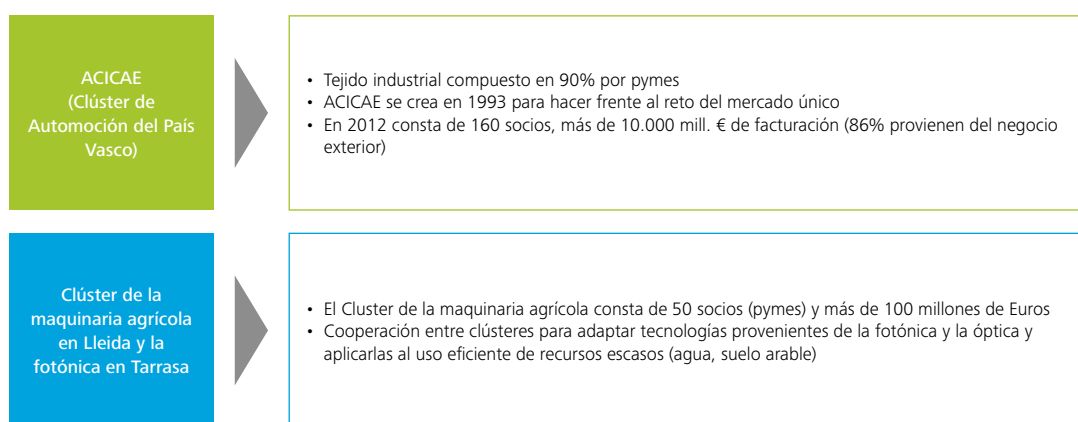 ACICAE
(Clúster de
Automoción del País
Vasco)
• Tejido industrial compuesto en 90% por pymes
• ACICAE se crea en 1993 para hacer frente al reto del mercado único
• En 2012 consta de 160 socios, más de 10.000 mill. € de facturación (86% provienen del negocio
exterior)
Clúster de la
maquinaria agrícola
en Lleida y la
fotónica en Tarrasa
• El Cluster de la maquinaria agrícola consta de 50 socios (pymes) y más de 100 millones de Euros
• Cooperación entre clústeres para adaptar tecnologías provenientes de la fotónica y la óptica y
aplicarlas al uso eficiente de recursos escasos (agua, suelo arable)